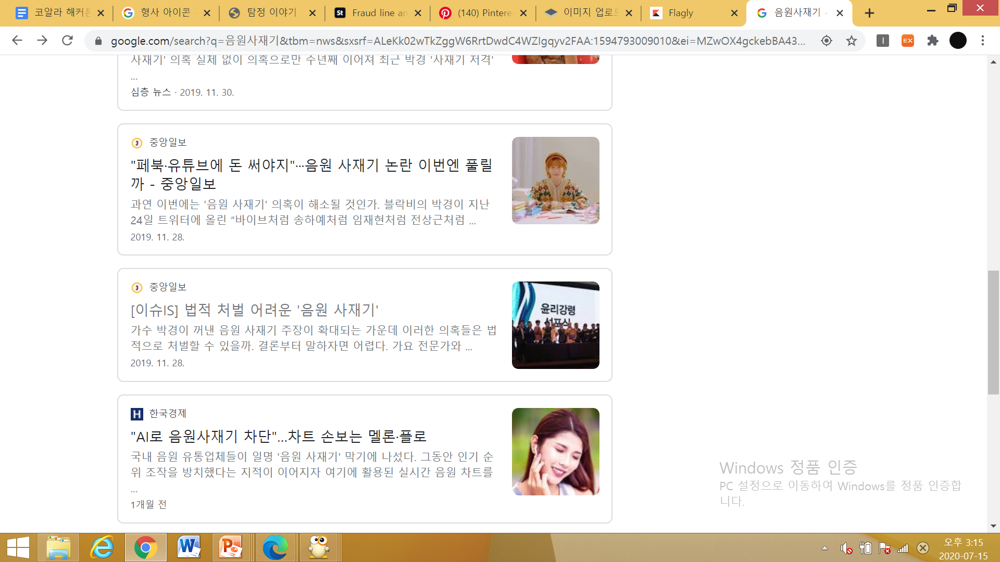 코알라 해커톤
형사 아이콘 -
탐정 이야기 -
St
Fraud line an
(140) Pintere
이미지 업로드
Flagly
음원사재기 -
google.com/search?q=음원사재기&tbm=nws&sxsrf=ALeKk02wTkZggW6RrtDwdC4WZIgqyv2FAA:1594793009010&ei=MZwOX4gckebBA43...
EX
사재기' 의혹 실체 없이 의혹으로만 수년째 이어져 최근 박경 '사재기 저격'
...
심층 뉴스 · 2019. 11. 30.
중앙일보
"페북·유튜브에 돈 써야지"···음원 사재기 논란 이번엔 풀릴
까 - 중앙일보
과연 이번에는 '음원 사재기' 의혹이 해소될 것인가. 블락비의 박경이 지난
24일 트위터에 올린 “바이브처럼 송하예처럼 임재현처럼 전상근처럼 ...
2019. 11. 28.
중앙일보
[이슈IS] 법적 처벌 어려운 '음원 사재기'
가수 박경이 꺼낸 음원 사재기 주장이 확대되는 가운데 이러한 의혹들은 법
적으로 처벌할 수 있을까. 결론부터 말하자면 어렵다. 가요 전문가와 ...
2019. 11. 28.
윤리강령
선포식
H 한국경제
"AI로 음원사재기 차단"...차트 손보는 멜론·플로
국내 음원 유통업체들이 일명 '음원 사재기' 막기에 나섰다. 그동안 인기 순
위 조작을 방치했다는 지적이 이어지자 여기에 활용된 실시간 음원 차트를
...
1개월 전
Windows 정품 인증
PC 설정으로 이동하여 Windows를 정품 인증합
니다.
오후 3:15
2020-07-15